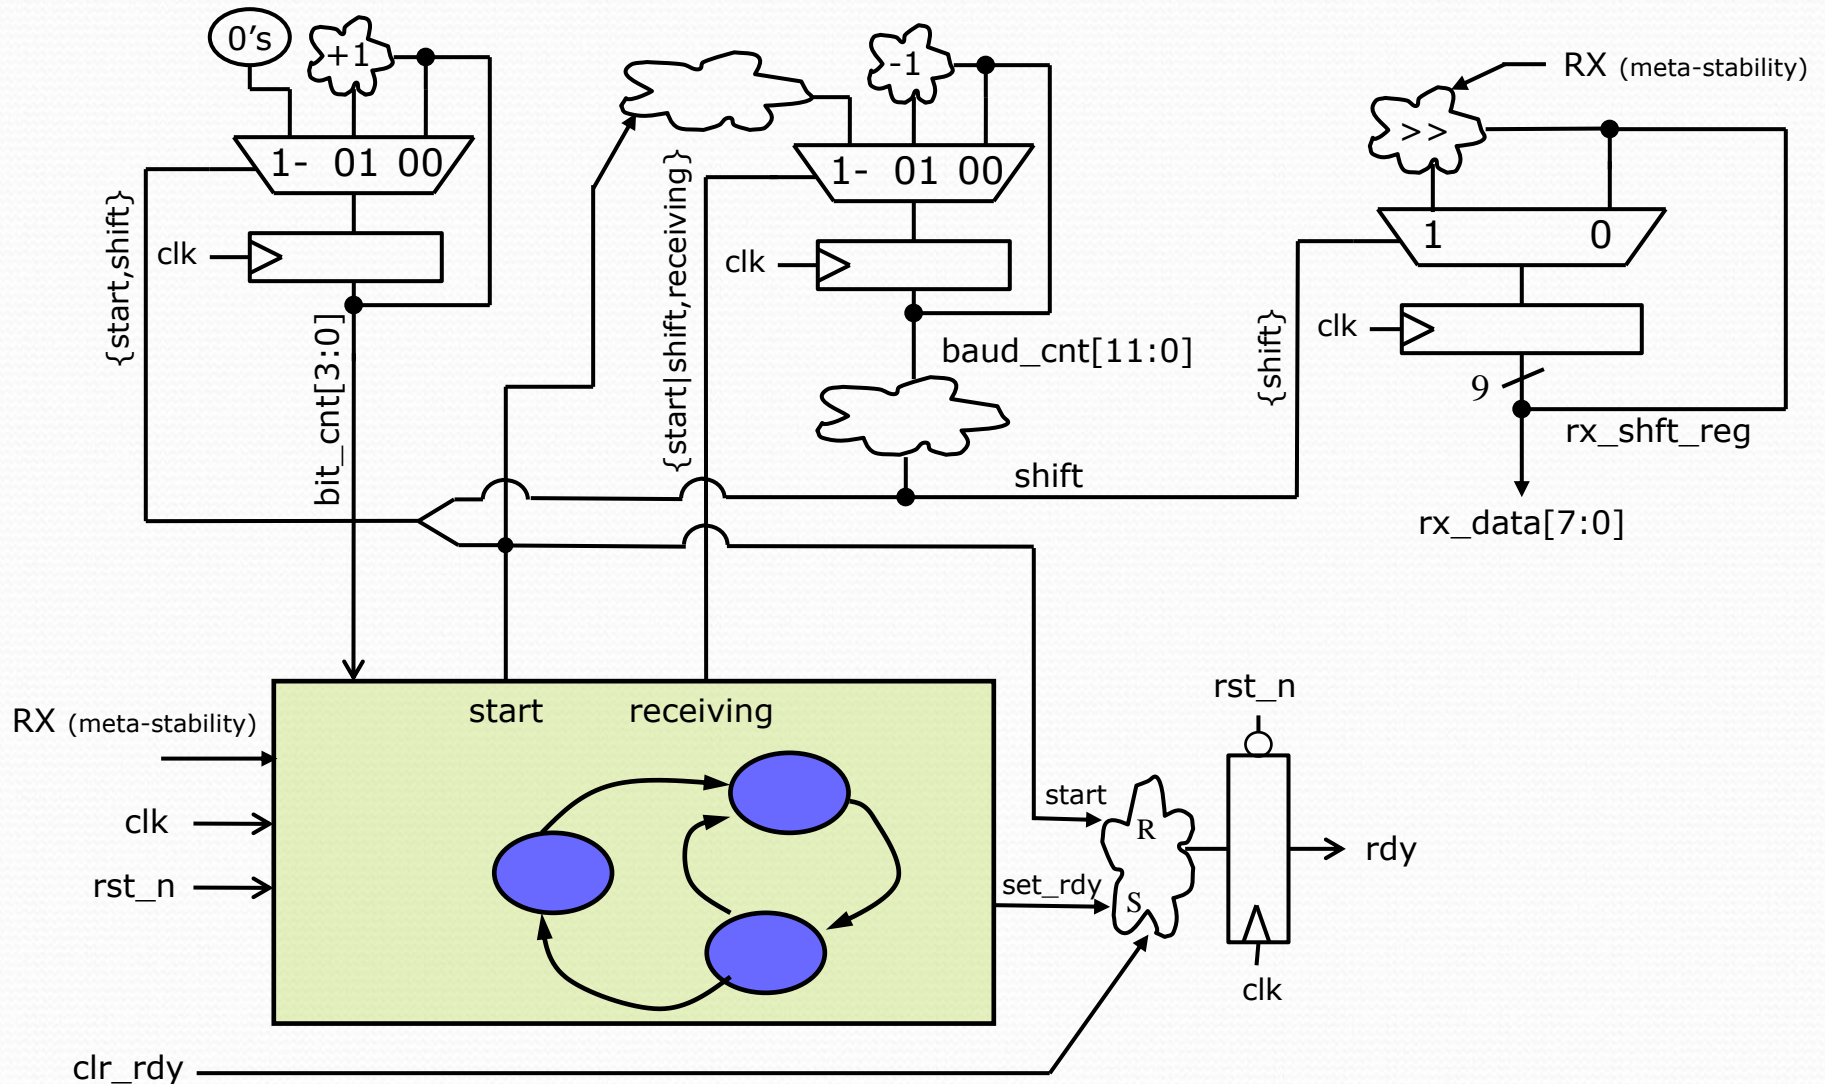 0's
+1
-1
RX (meta-stability)
>>
1- 01 00
1- 01 00
1 0
{start,shift}
clk
{start|shift,receiving}
clk
{shift}
clk
bit_cnt[3:0]
baud_cnt[11:0]
9
rx_shft_reg
shift
rx_data[7:0]
start receiving
RX (meta-stability)
clk
rst_n
rst_n
start
R
rdy
set_rdy
S
clk
clr_rdy